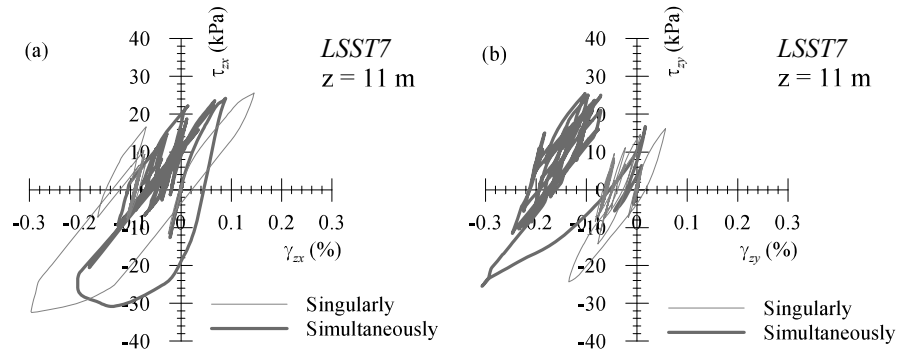 (a)
τzx (kPa)
LSST7
z = 11 m
40
30
20
10
0
-10
-20
-30
-40
-0.3 -0.2 -0.1 0 0.1 0.2 0.3
γzx (%)
Singularly
Simultaneously
(b)
τzy (kPa)
LSST7
z = 11 m
40
30
20
10
0
-10
-20
-30
-40
-0.3 -0.2 -0.1 0 0.1 0.2 0.3
γzy (%)
Singularly
Simultaneously